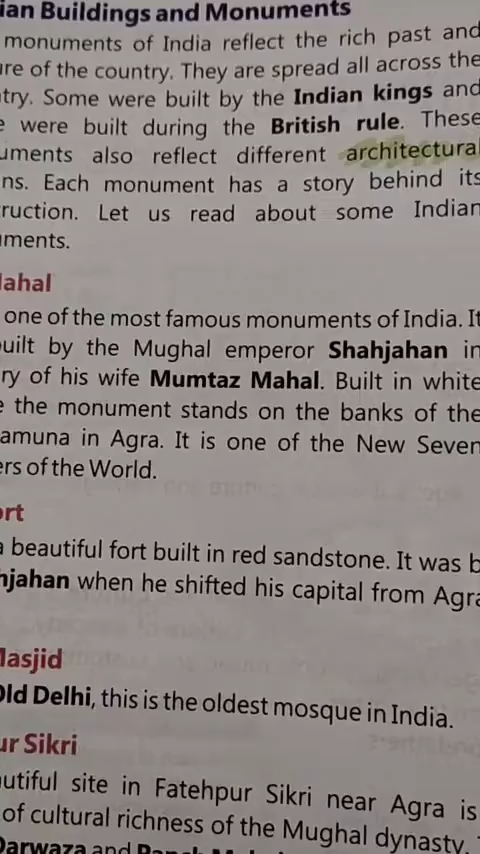 ian Buildings and Monuments
monuments of India reflect the rich past and
ure of the country. They are spread all across the
try. Some were built by the Indian kings and
e were built during the British rule. These
uments also reflect different architectural
ns. Each monument has a story behind its
ruction. Let us read about some Indian
uments.
Mahal
one of the most famous monuments of India. It
uilt by the Mughal emperor Shahjahan in
ry of his wife Mumtaz Mahal. Built in white
e the monument stands on the banks of the
amuna in Agra. It is one of the New Seven
ers of the World.
ort
a beautiful fort built in red sandstone. It was b
hjahan when he shifted his capital from Agra
Masjid
Old Delhi, this is the oldest mosque in India.
ur Sikri
utiful site in Fatehpur Sikri near Agra is
of cultural richness of the Mughal dynasty.
Darwaza and